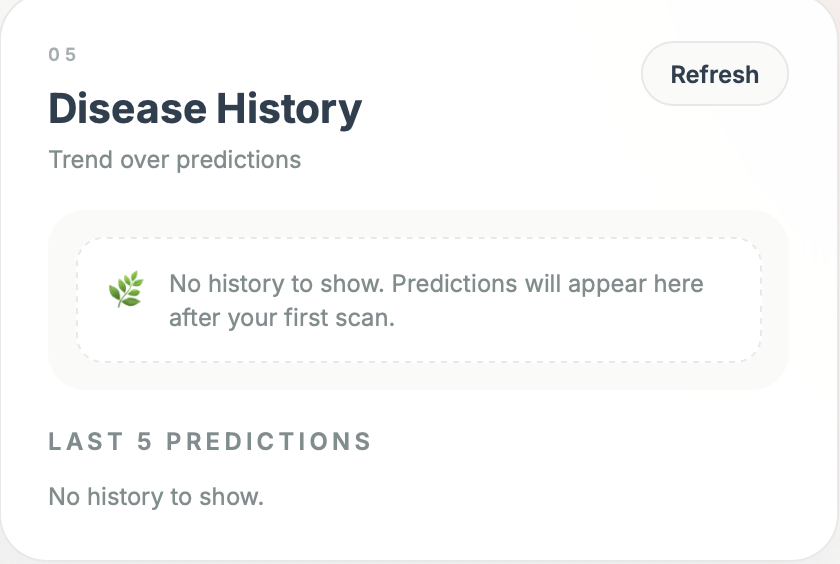 05
Refresh
Disease History
Trend over predictions
No history to show. Predictions will appear here
after your first scan.
LAST 5 PREDICTIONS
No history to show.